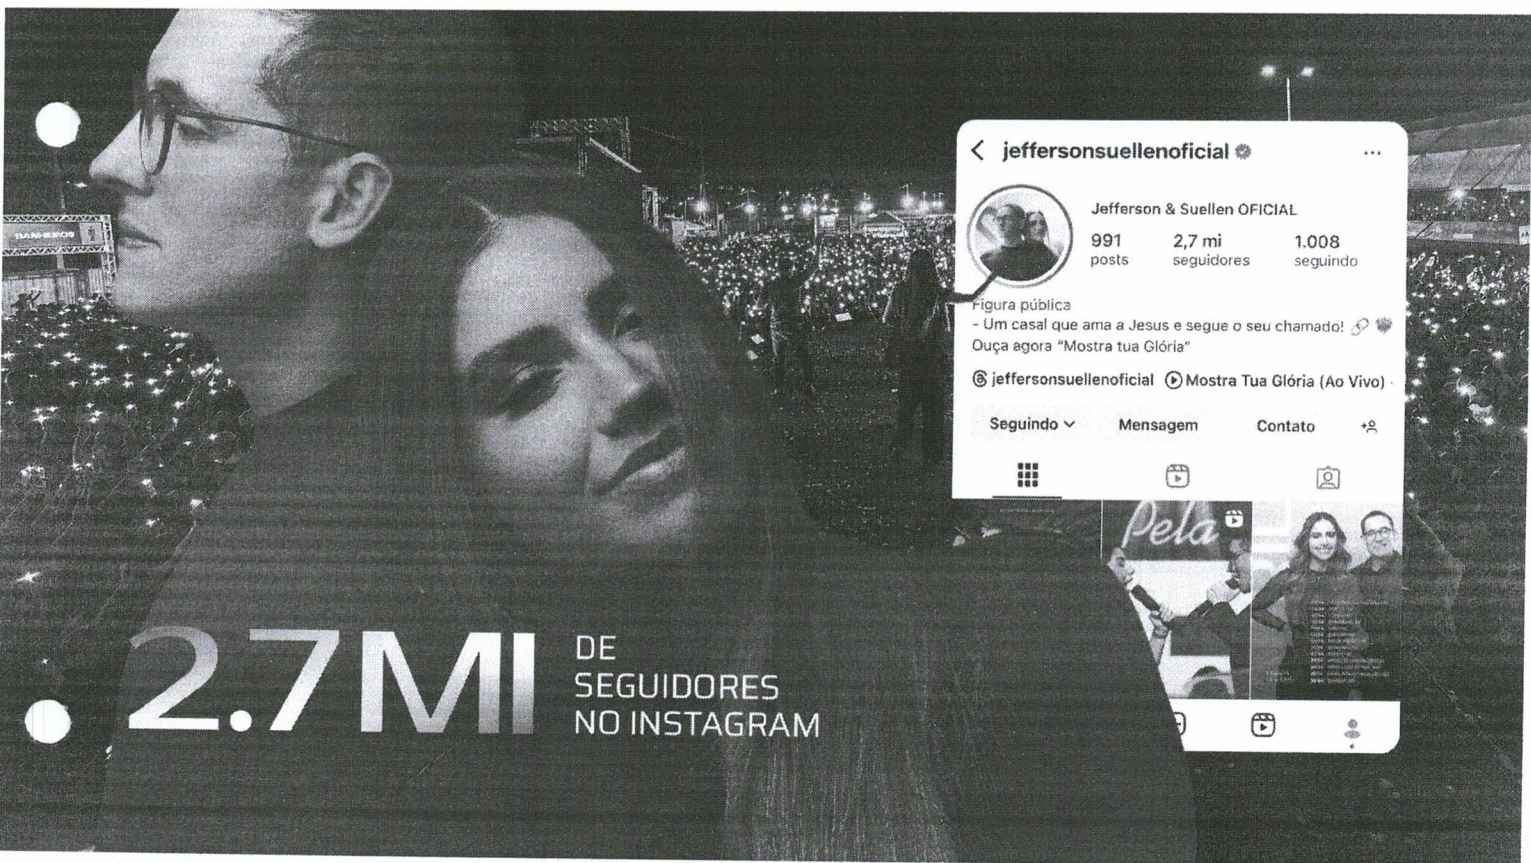 BANHEIROS
jeffersonsuellenoficial
Jefferson & Suellen OFICIAL
991 2,7 mi 1.008
posts seguidores seguindo
Figura pública
- Um casal que ama a Jesus e segue o seu chamado!
Ouça agora “Mostra tua Glória”
jeffersonsuellenoficial Mostra Tua Glória (Ao Vivo) ·
Seguindo Mensagem Contato
Pela
2.7MI
DE
SEGUIDORES
NO INSTAGRAM